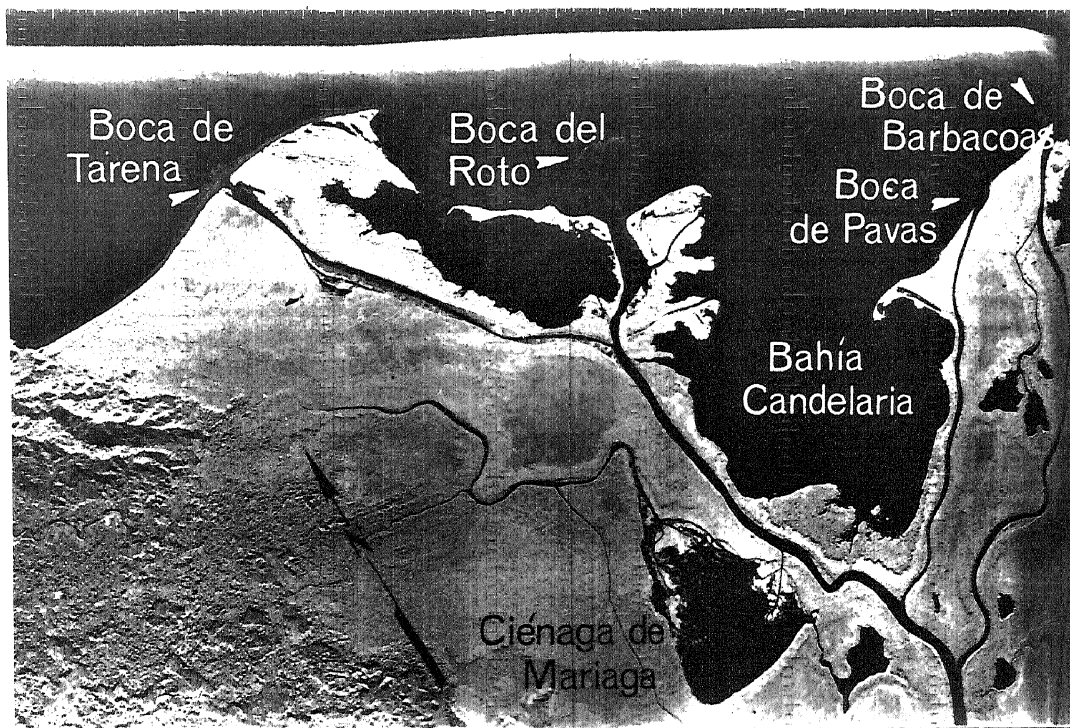 Boca de
Tarena
Boca del
Roto
Boca de
Barbacoas
Boca
de Pavas
Bahía
Candelaria
Ciénaga de
Mariaga